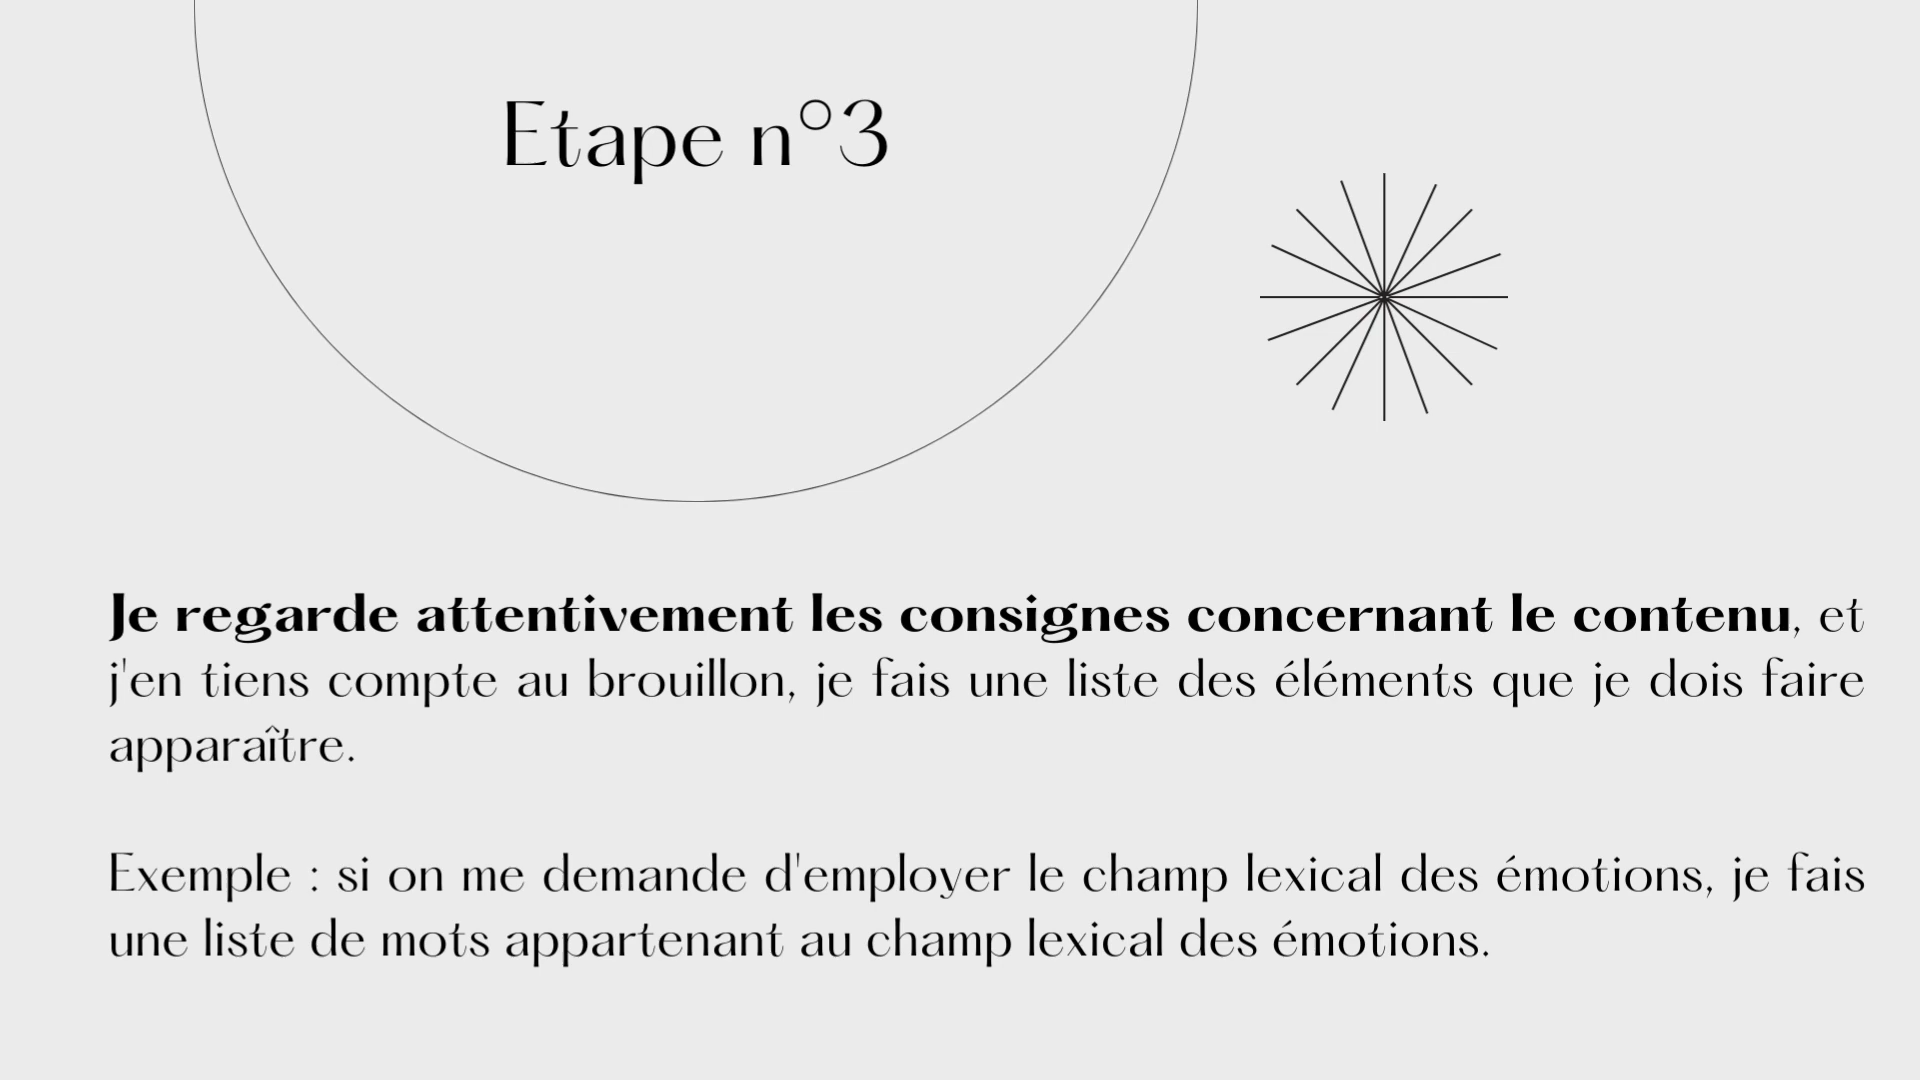 Etape n°3
Je regarde attentivement les consignes concernant le contenu, et
j'en tiens compte au brouillon, je fais une liste des éléments que je dois faire
apparaître.
Exemple : si on me demande d'employer le champ lexical des émotions, je fais
une liste de mots appartenant au champ lexical des émotions.